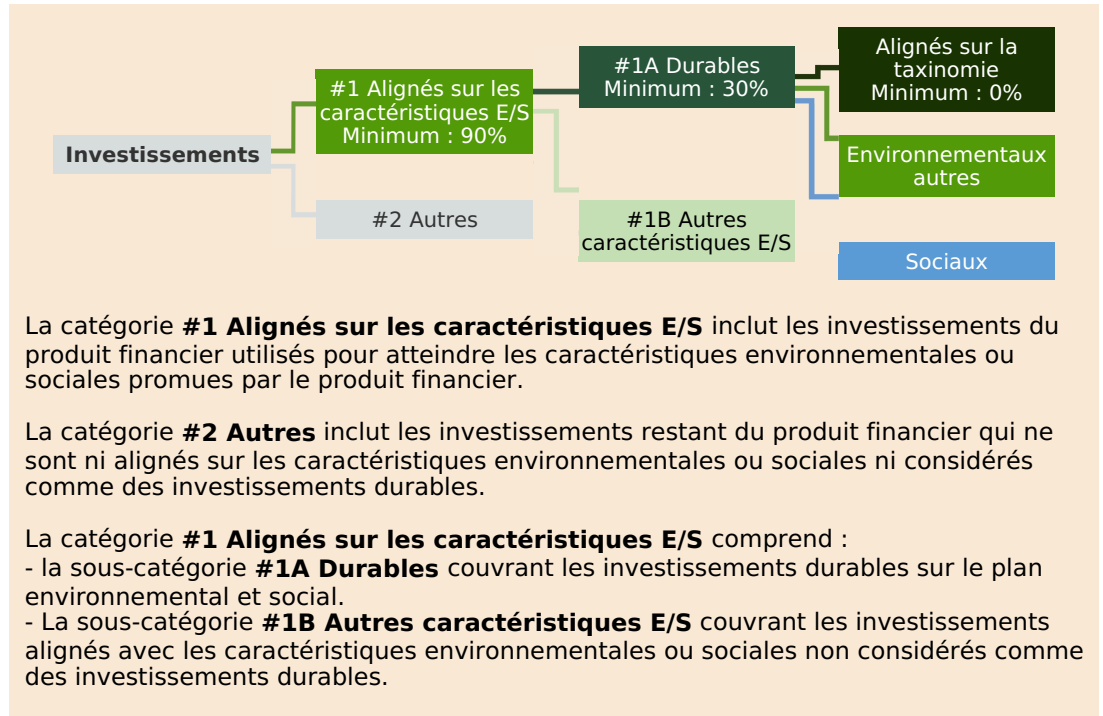 Investissements
#1 Alignés sur les
caractéristiques E/S
Minimum : 90%
#2 Autres
#1A Durables
Minimum : 30%
#1B Autres
caractéristiques E/S
Alignés sur la
taxinomie
Minimum : 0%
Environnementaux
autres
Sociaux
La catégorie #1 Alignés sur les caractéristiques E/S inclut les investissements du
produit financier utilisés pour atteindre les caractéristiques environnementales ou
sociales promues par le produit financier.
La catégorie #2 Autres inclut les investissements restant du produit financier qui ne
sont ni alignés sur les caractéristiques environnementales ou sociales ni considérés
comme des investissements durables.
La catégorie #1 Alignés sur les caractéristiques E/S comprend :
- la sous-catégorie #1A Durables couvrant les investissements durables sur le plan
environnemental et social.
- La sous-catégorie #1B Autres caractéristiques E/S couvrant les investissements
alignés avec les caractéristiques environnementales ou sociales non considérés comme
des investissements durables.